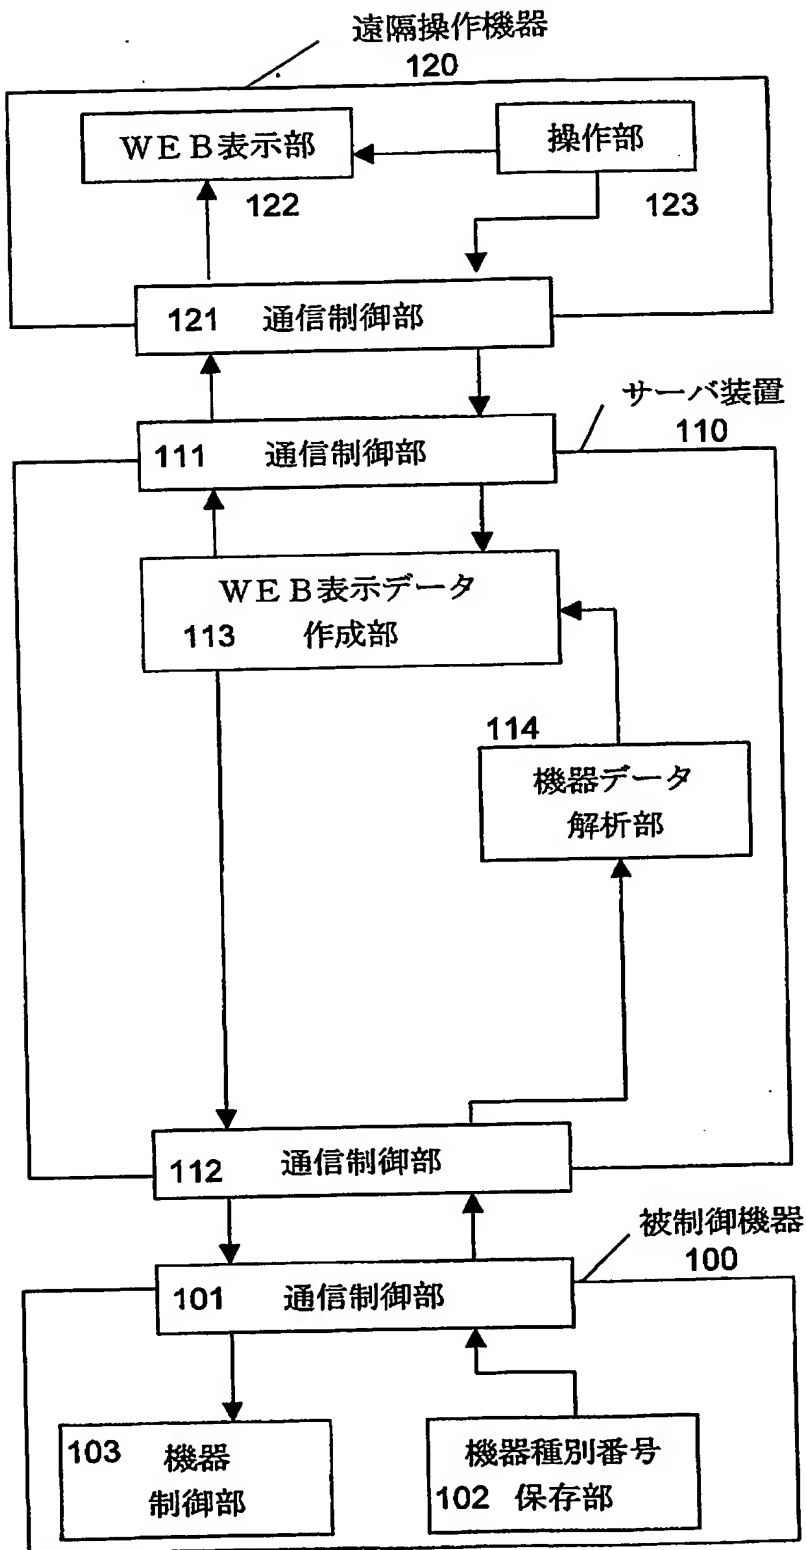 遠隔操作機器
120
WEB表示部
操作部
122
123
121 通信制御部
サーバ装置
110
111 通信制御部
WEB表示データ
113 作成部
114
機器データ
解析部
112 通信制御部
被制御機器
100
101 通信制御部
103 機器
制御部
機器種別番号
102 保存部